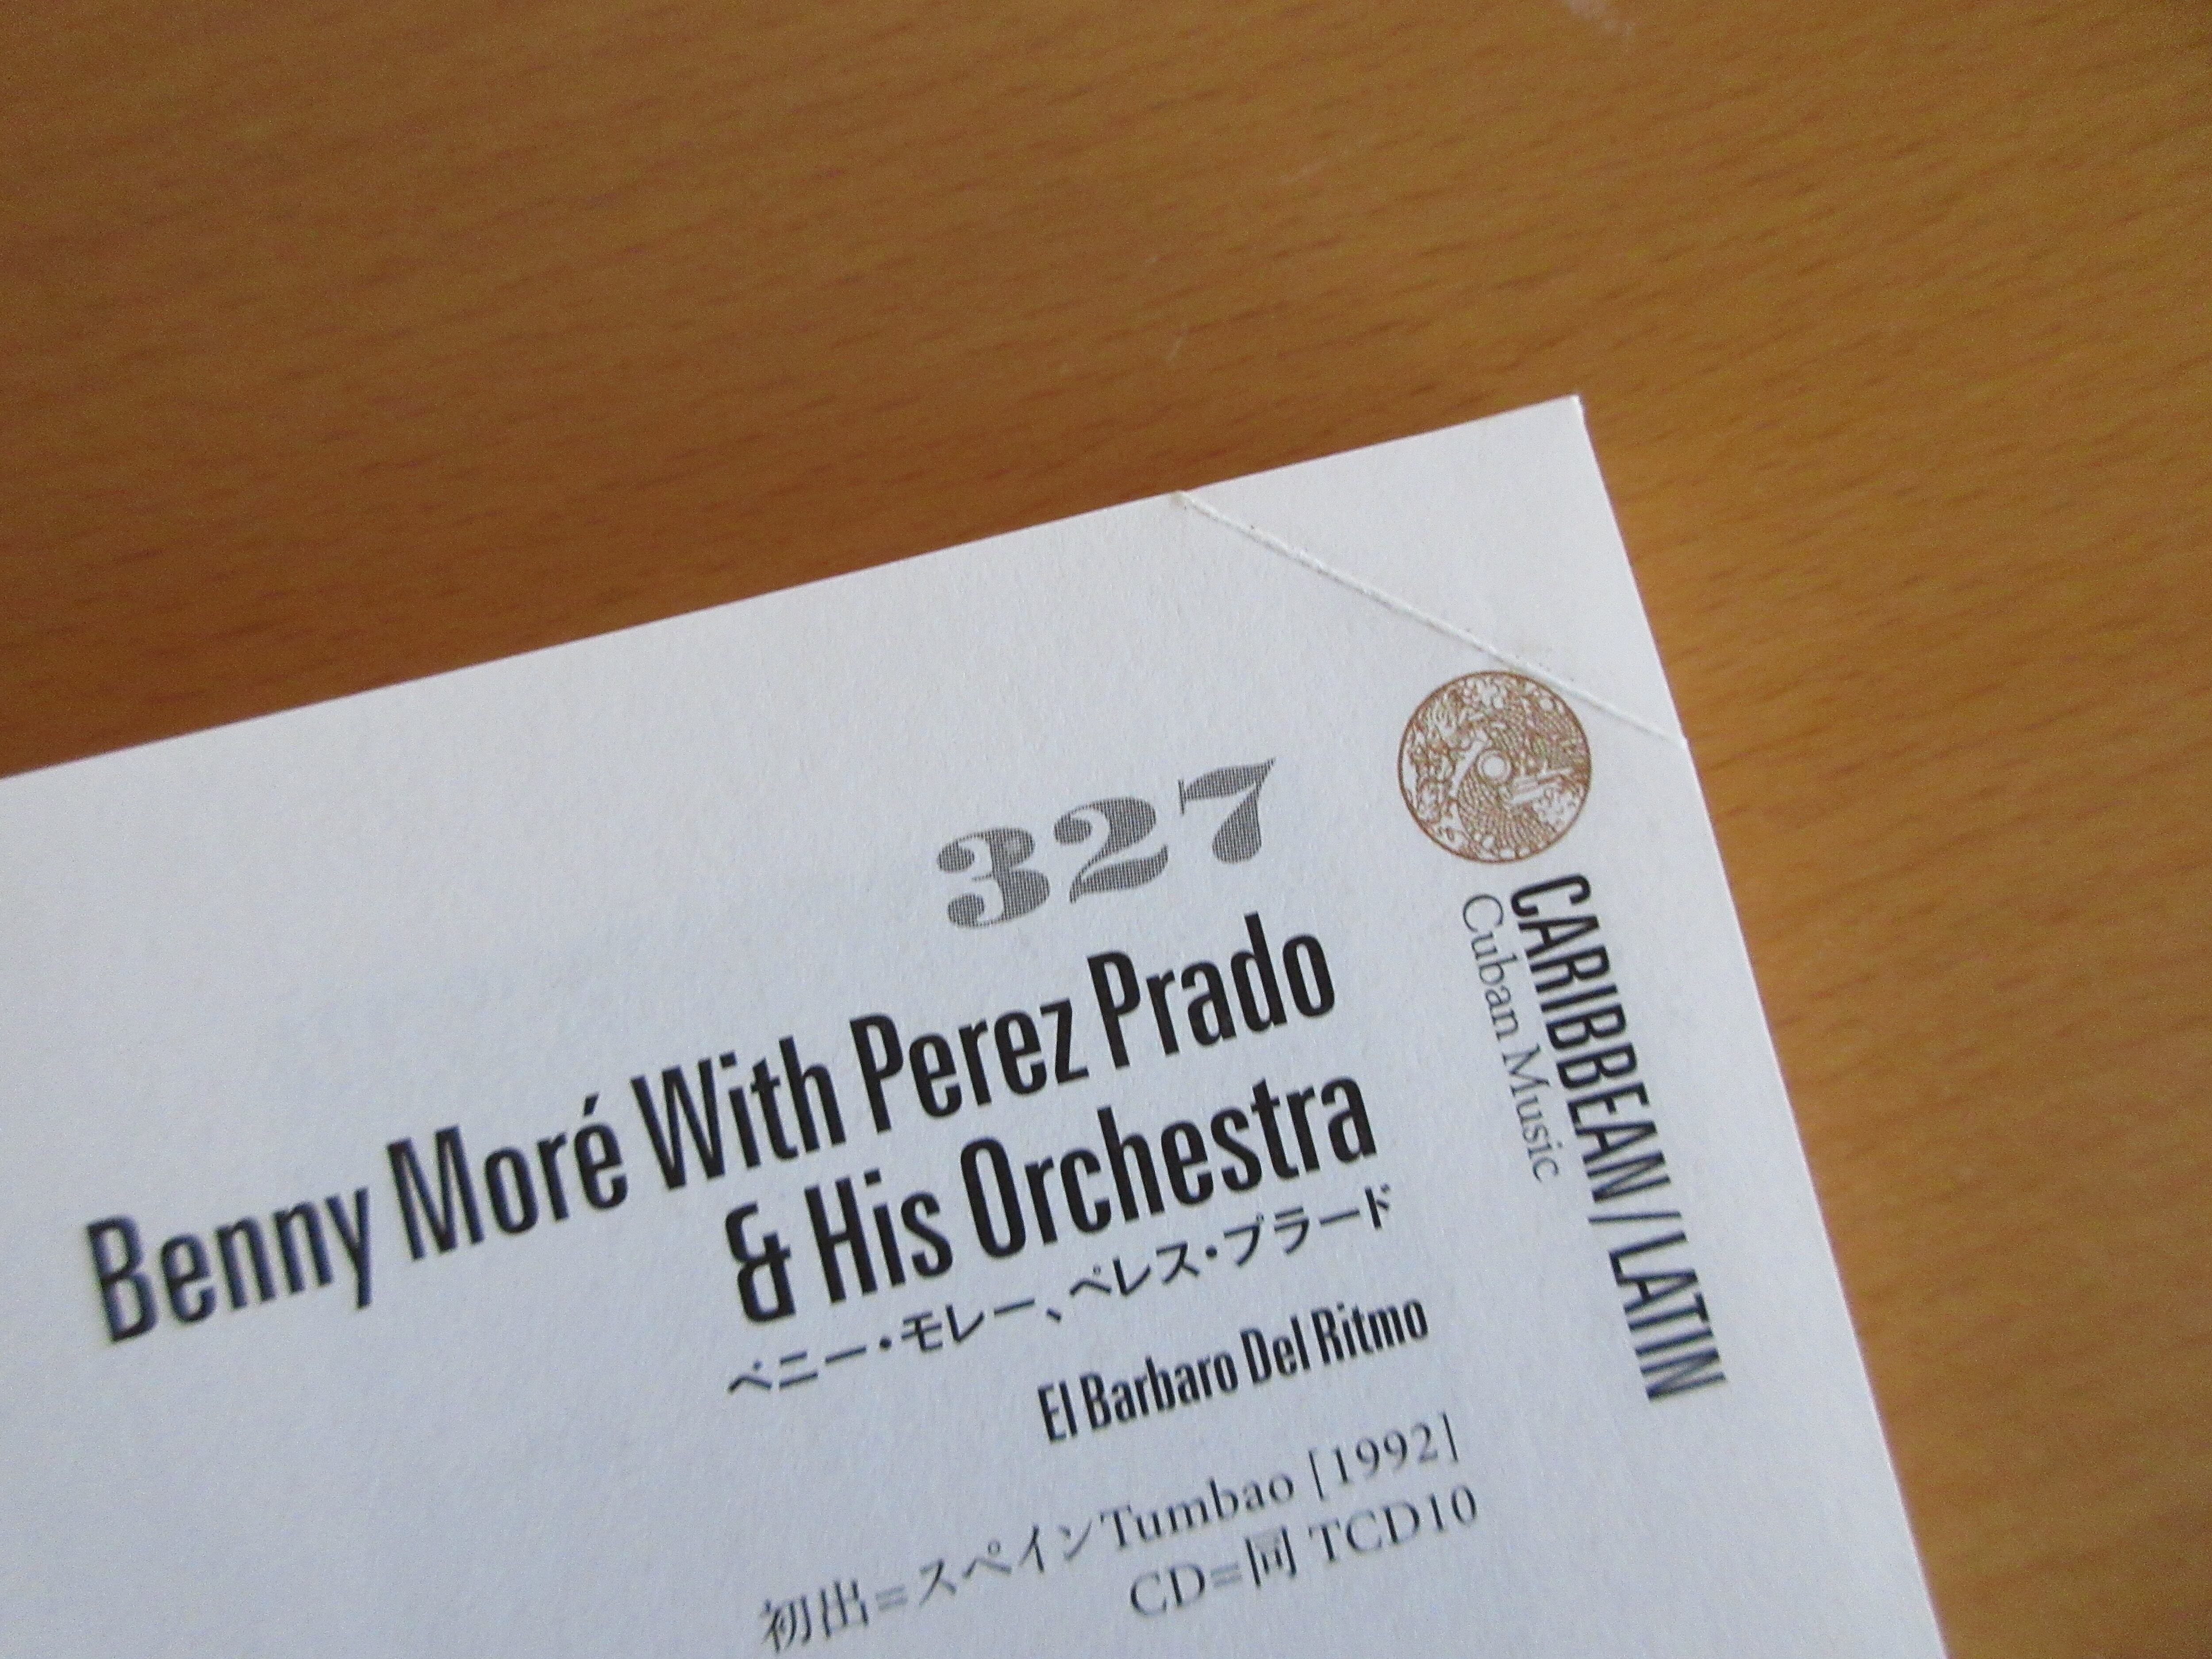 327
Benny Moré With Perez Prado
& His Orchestra
ベニー・モレー、ペレス・プラード
El Barbaro Del Ritmo
初出=スペインTumbao [1992]
CD=同 TCD10
CARIBBEAN/LATIN
Cuban Music